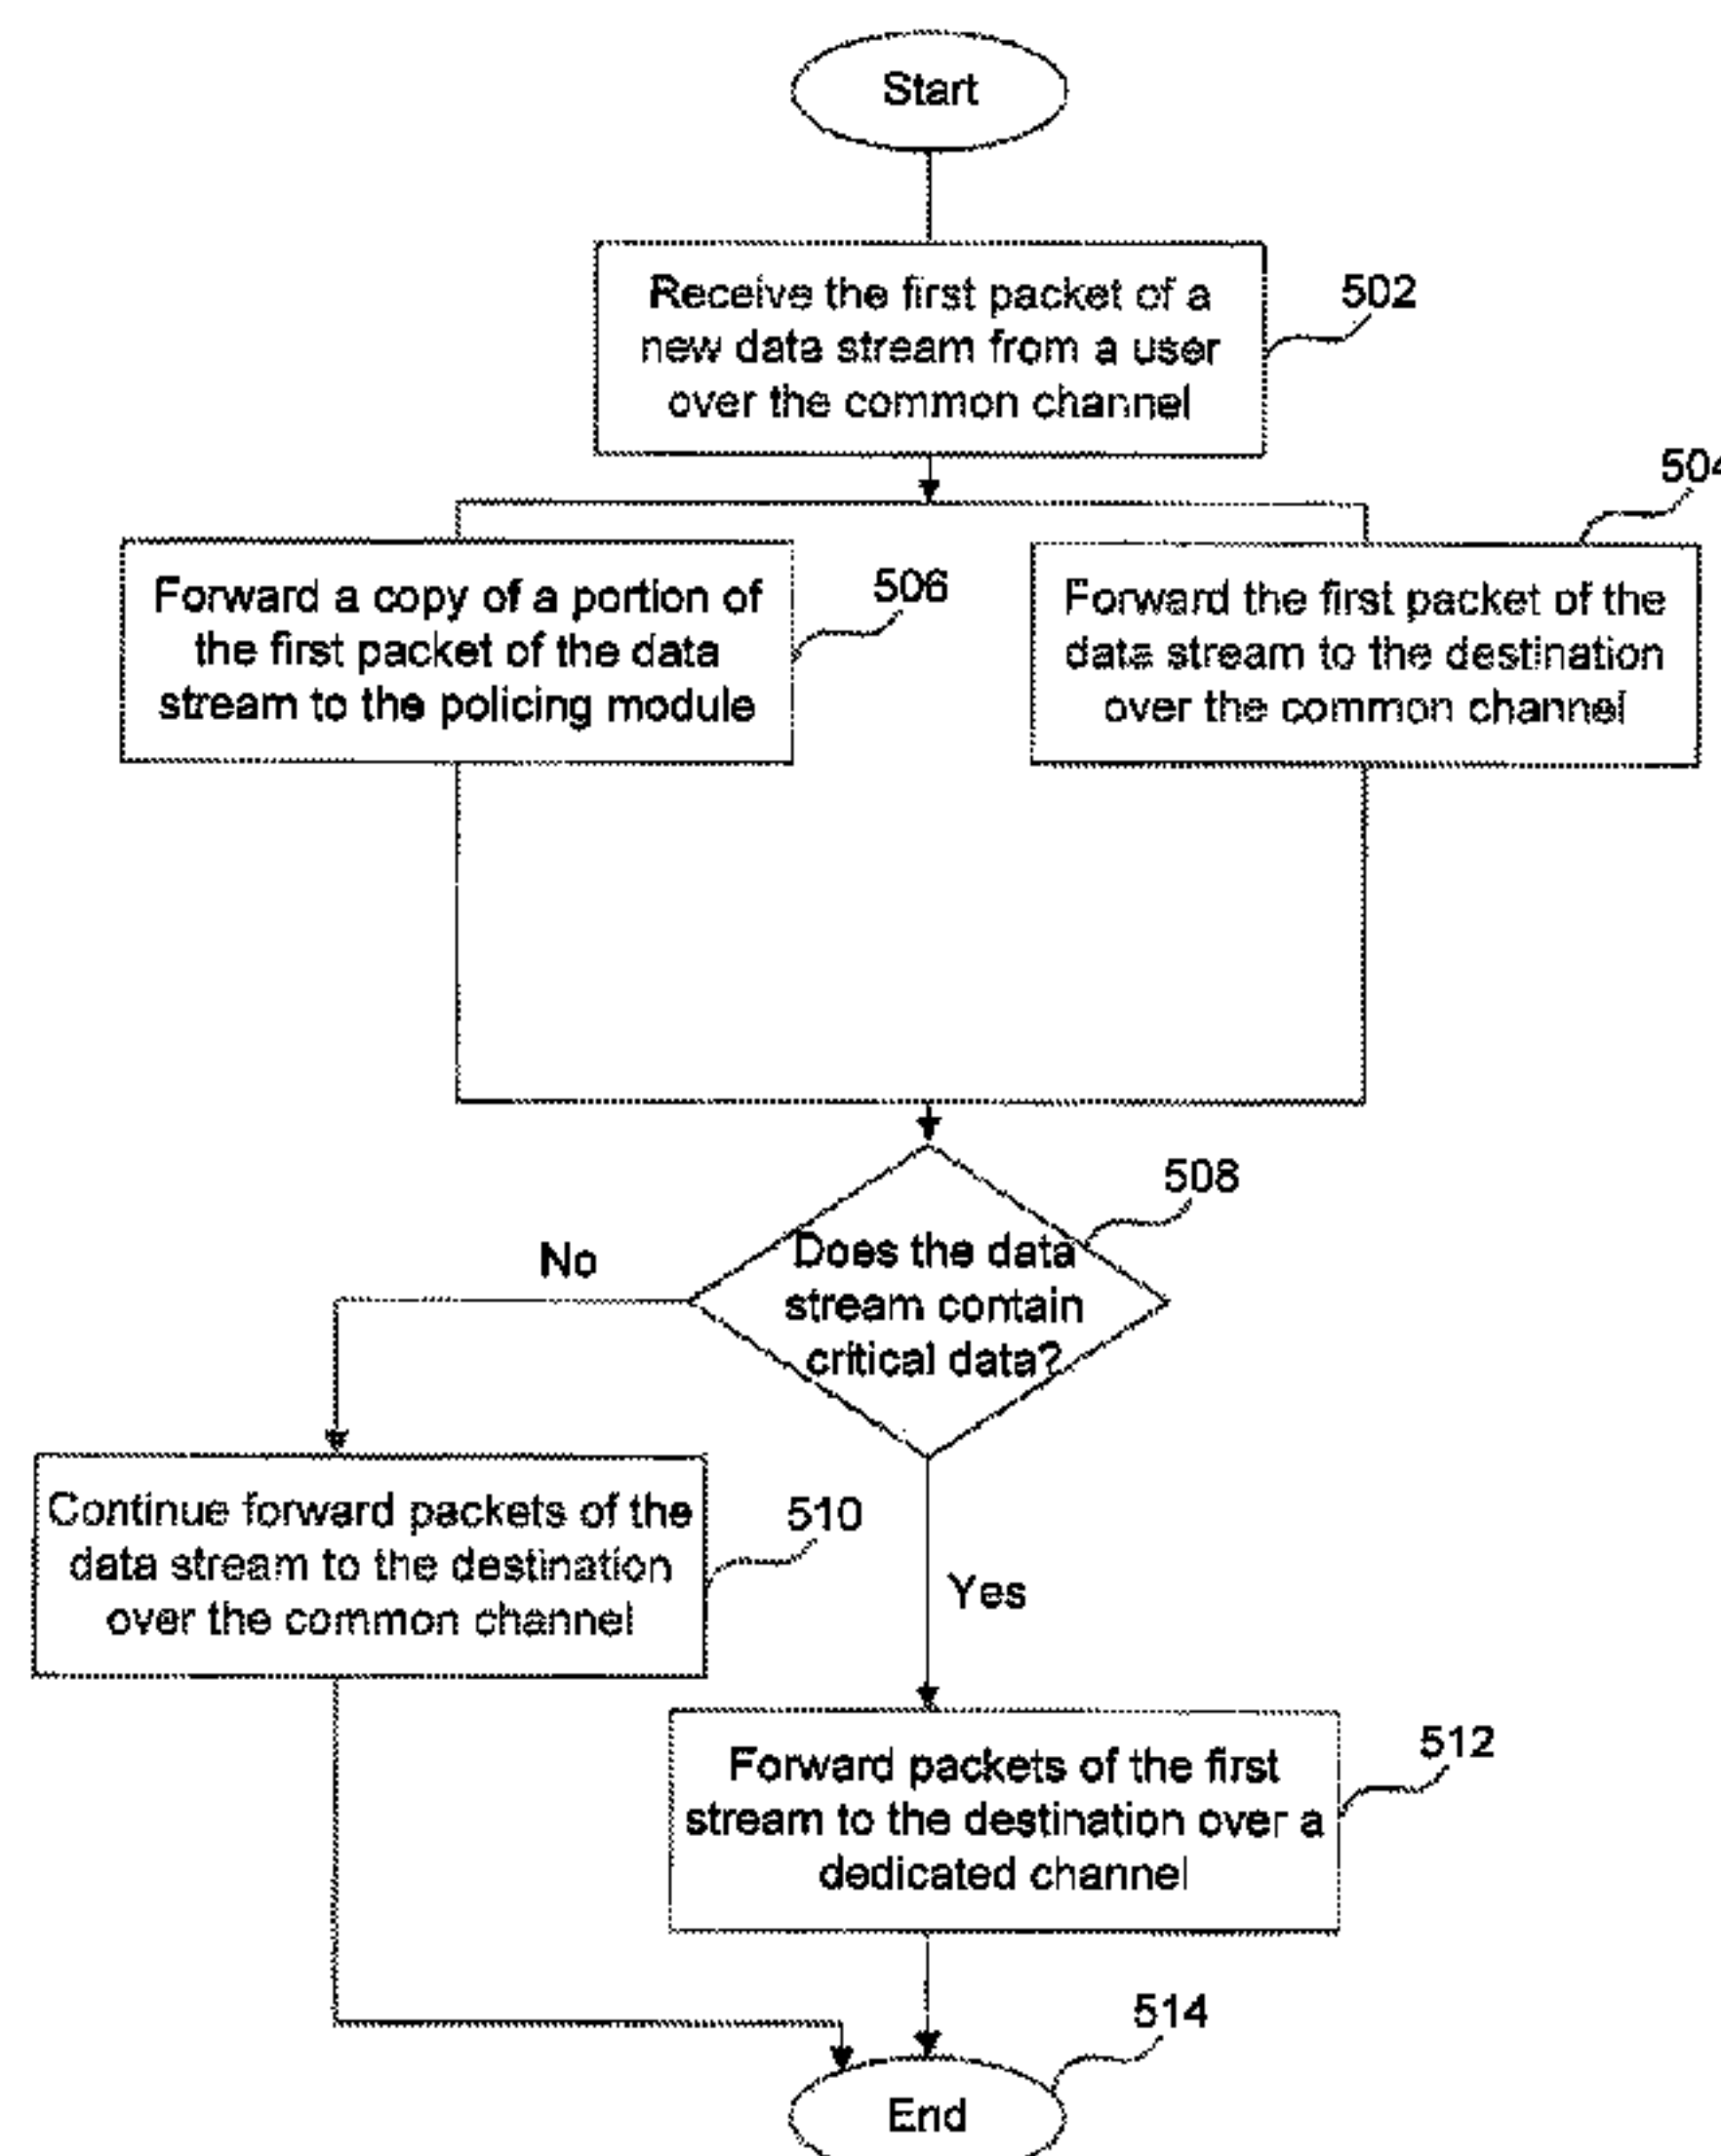 Start
Receive the first packet of a
new data stream from a user
over the common channel
502
504
Forward a copy of a portion of
the first packet of the data
stream to the policing module
506
Forward the first packet of the
data stream to the destination
over the common channel
508
Does the data
stream contain
critical data?
No
Continue forward packets of the
data stream to the destination
over the common channel
510
Yes
Forward packets of the first
stream to the destination over a
dedicated channel
512
514
End